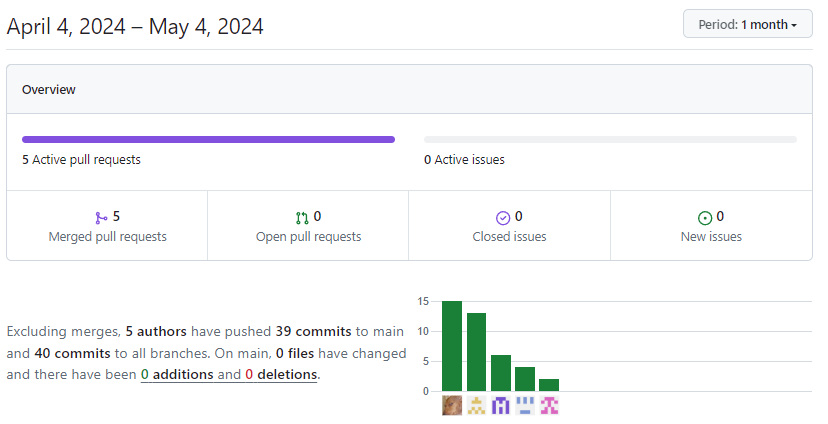 April 4, 2024 – May 4, 2024
Period: 1 month
Overview
5 Active pull requests
0 Active issues
5
Merged pull requests
0
Open pull requests
0
Closed issues
0
New issues
Excluding merges, 5 authors have pushed 39 commits to main
and 40 commits to all branches. On main, 0 files have changed
and there have been 0 additions and 0 deletions.
15
10
5
0